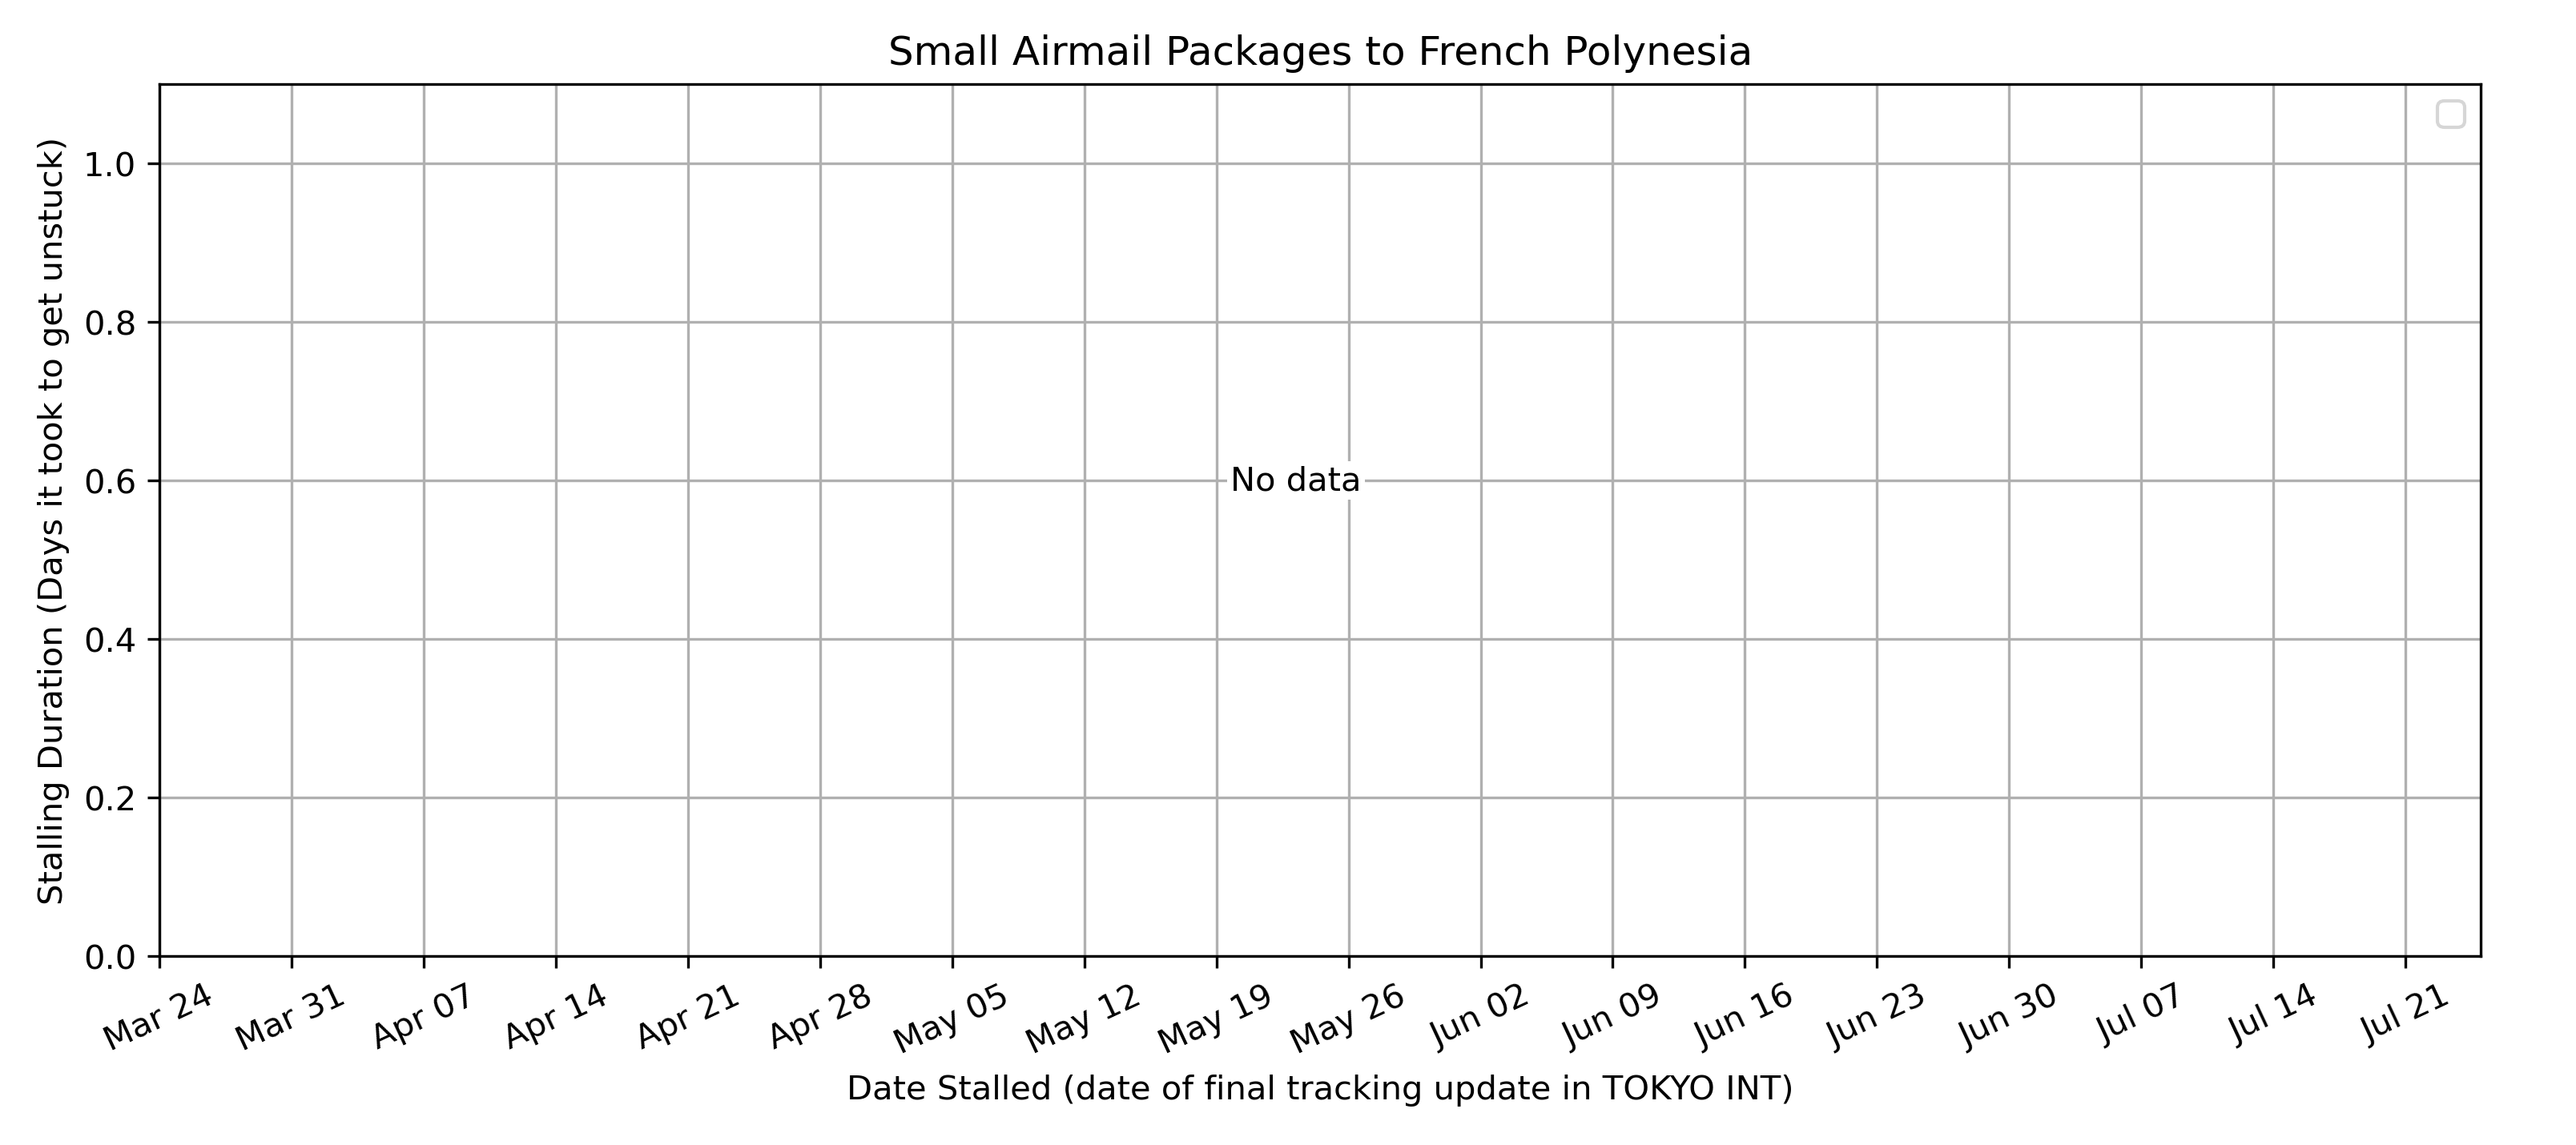 Small Airmail Packages to French Polynesia
Stalling Duration (Days it took to get unstuck)
1.0
0.8
0.6
0.4
0.2
0.0
No data
Mar 24
Mar 31
Apr 07
Apr 14
Apr 21
Apr 28
May 05
May 12
May 19
May 26
Jun 02
Jun 09
Jun 16
Jun 23
Jun 30
Jul 07
Jul 14
Jul 21
Date Stalled (date of final tracking update in TOKYO INT)